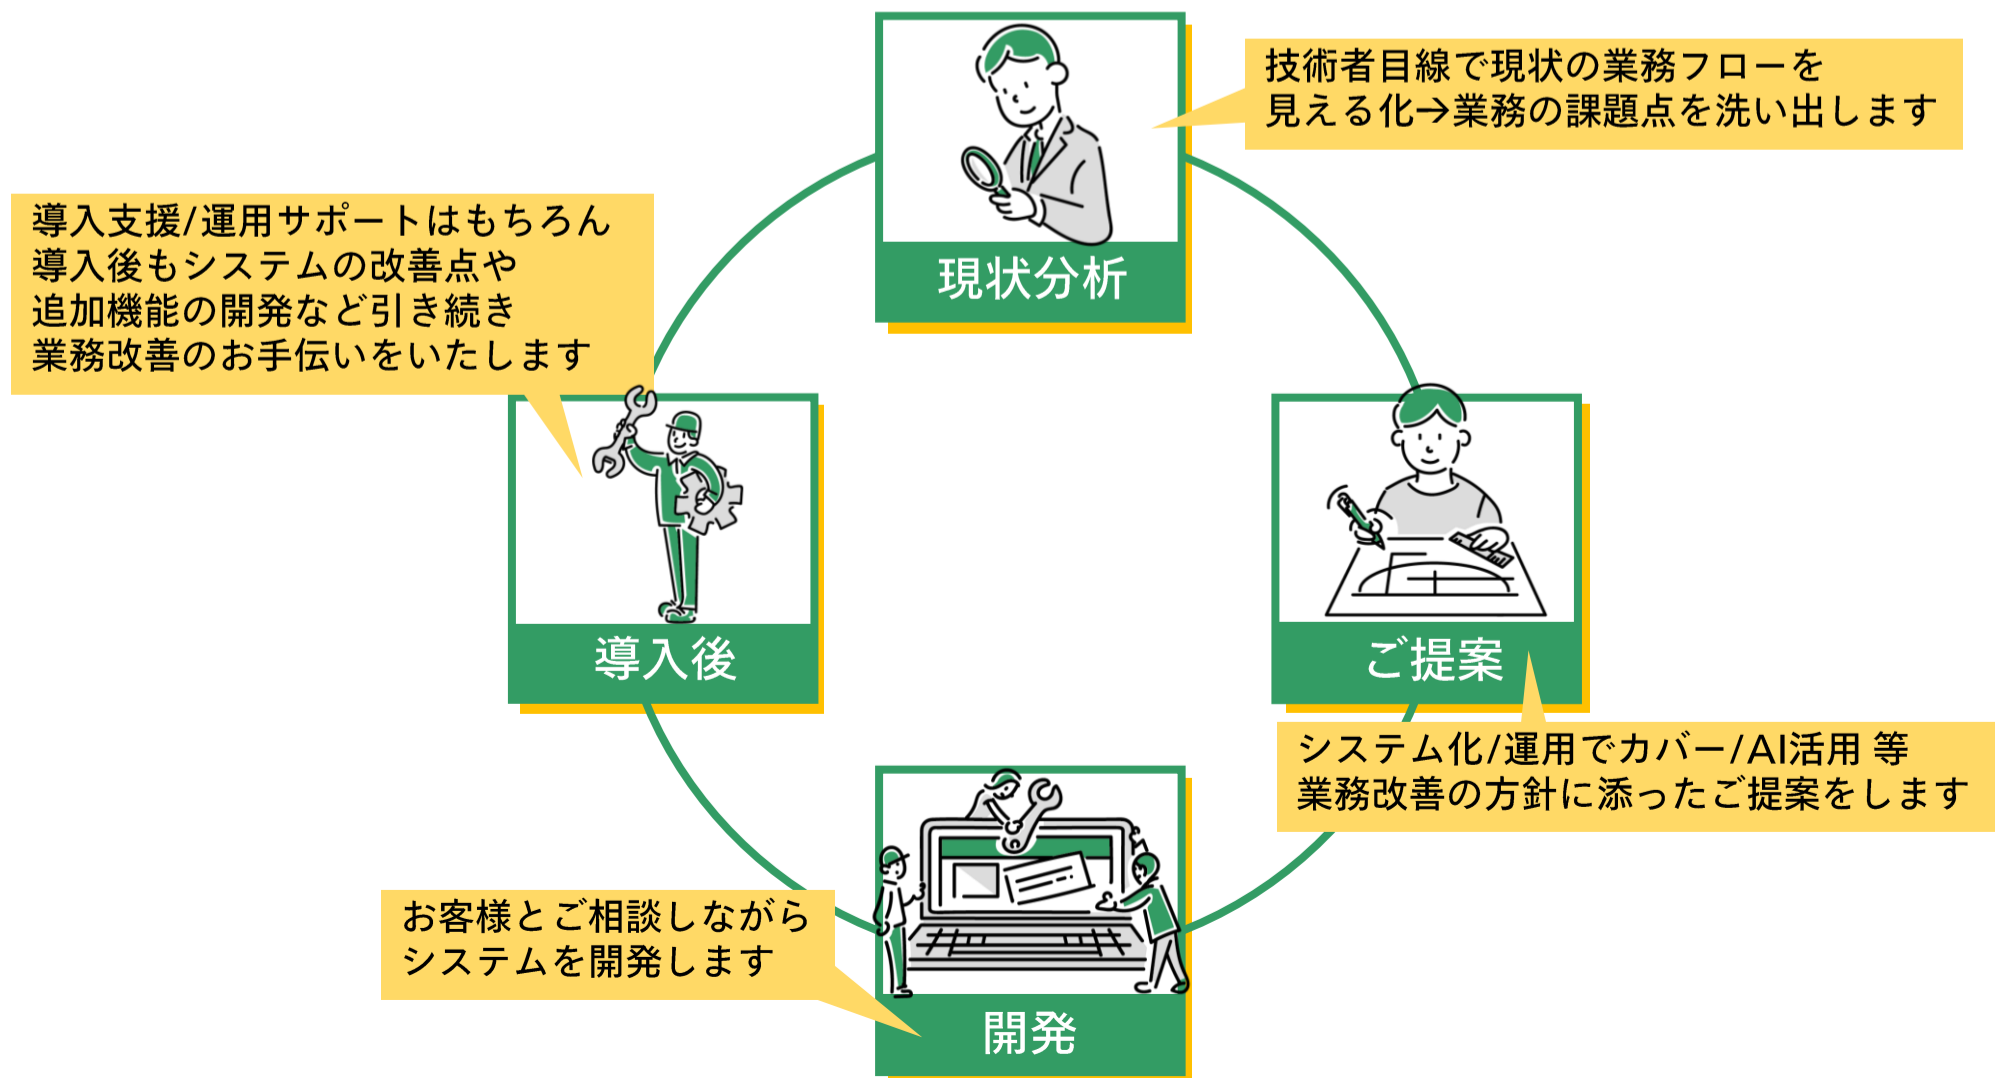 技術者目線で現状の業務フローを
見える化→業務の課題点を洗い出します
現状分析
導入支援/運用サポートはもちろん
導入後もシステムの改善点や
追加機能の開発など引き続き
業務改善のお手伝いをいたします
導入後
ご提案
システム化/運用でカバー/AI活用 等
業務改善の方針に添ったご提案をします
お客様とご相談しながら
システムを開発します
開発